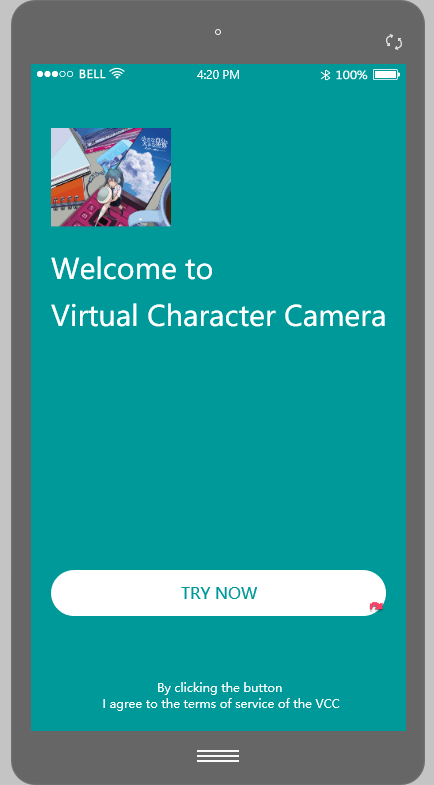 BELL 4:20 PM 100%
Welcome to
Virtual Character Camera
TRY NOW
By clicking the button
I agree to the terms of service of the VCC